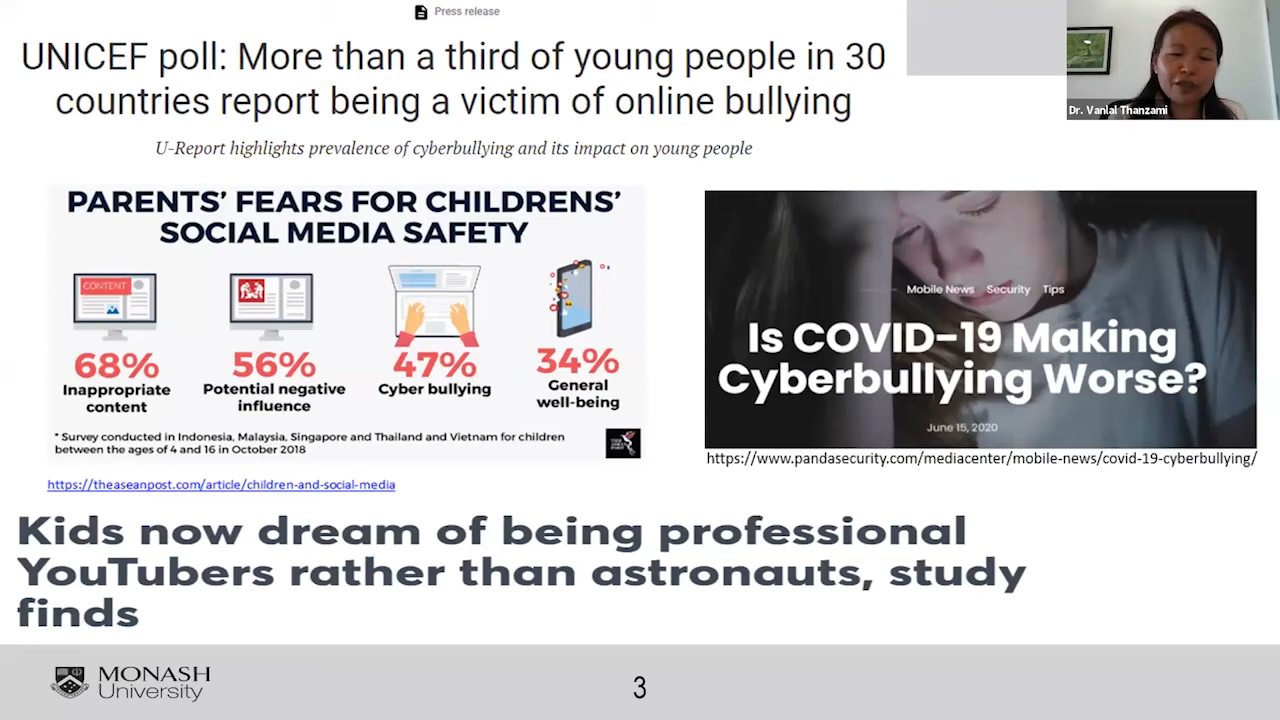 Press release
UNICEF poll: More than a third of young people in 30
countries report being a victim of online bullying
U-Report highlights prevalence of cyberbullying and its impact on young people
Dr. Vanlal Thanzami
PARENTS' FEARS FOR CHILDRENS'
SOCIAL MEDIA SAFETY
CONTENT
68%
Inappropriate
content
56%
Potential negative
influence
47%
Cyber bullying
34%
General
well-being
* Survey conducted in Indonesia, Malaysia, Singapore and Thailand and Vietnam for children
between the ages of 4 and 16 in October 2018
https://theaseanpost.com/article/children-and-social-media
Mobile News Security Tips
Is COVID-19 Making
Cyberbullying Worse?
June 15, 2020
https://www.pandasecurity.com/mediacenter/mobile-news/covid-19-cyberbullying/
Kids now dream of being professional
YouTubers rather than astronauts, study
finds
MONASH
University
3